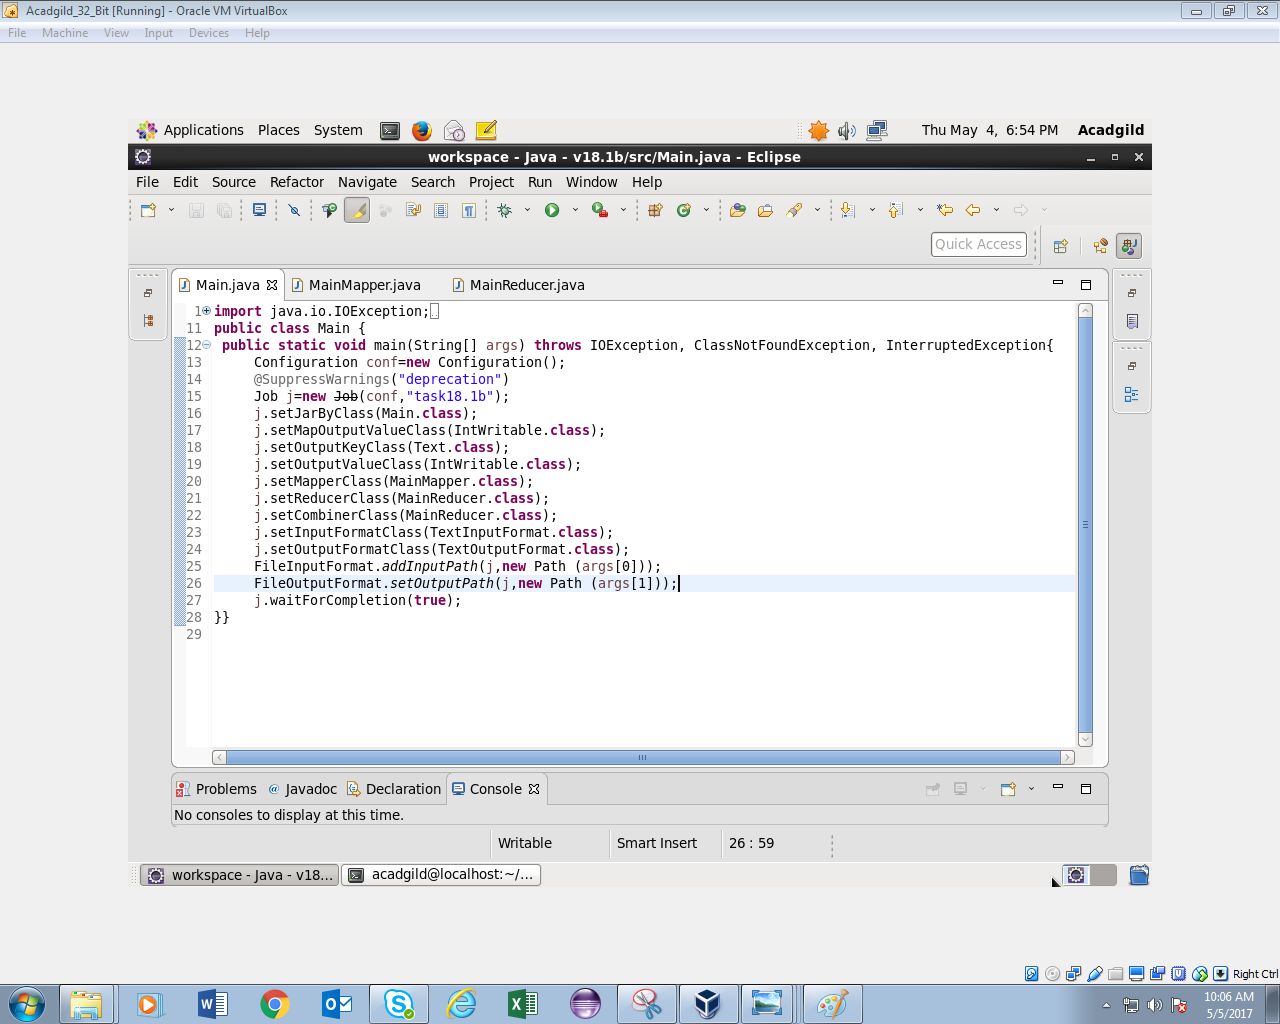 Acadgild_32_Bit [Running] - Oracle VM VirtualBox
File Machine View Input Devices Help
Applications Places System Thu May 4, 6:54 PM Acadgild
workspace - Java - v18.1b/src/Main.java - Eclipse
File Edit Source Refactor Navigate Search Project Run Window Help
Quick Access
Main.java MainMapper.java MainReducer.java
1 import java.io.IOException;
11 public class Main {
12 public static void main(String[] args) throws IOException, ClassNotFoundException, InterruptedException{
13 Configuration conf=new Configuration();
14 @SuppressWarnings("deprecation")
15 Job j=new Job(conf,"task18.1b");
16 j.setJarByClass(Main.class);
17 j.setMapOutputValueClass(IntWritable.class);
18 j.setOutputKeyClass(Text.class);
19 j.setOutputValueClass(IntWritable.class);
20 j.setMapperClass(MainMapper.class);
21 j.setReducerClass(MainReducer.class);
22 j.setCombinerClass(MainReducer.class);
23 j.setInputFormatClass(TextInputFormat.class);
24 j.setOutputFormatClass(TextOutputFormat.class);
25 FileInputFormat.addInputPath(j,new Path (args[0]));
26 FileOutputFormat.setOutputPath(j,new Path (args[1]));
27 j.waitForCompletion(true);
28 }}
29
Problems @ Javadoc Declaration Console
No consoles to display at this time.
Writable Smart Insert 26 : 59
workspace - Java - v18... acadgild@localhost:~/...
Right Ctrl
10:06 AM
5/5/2017